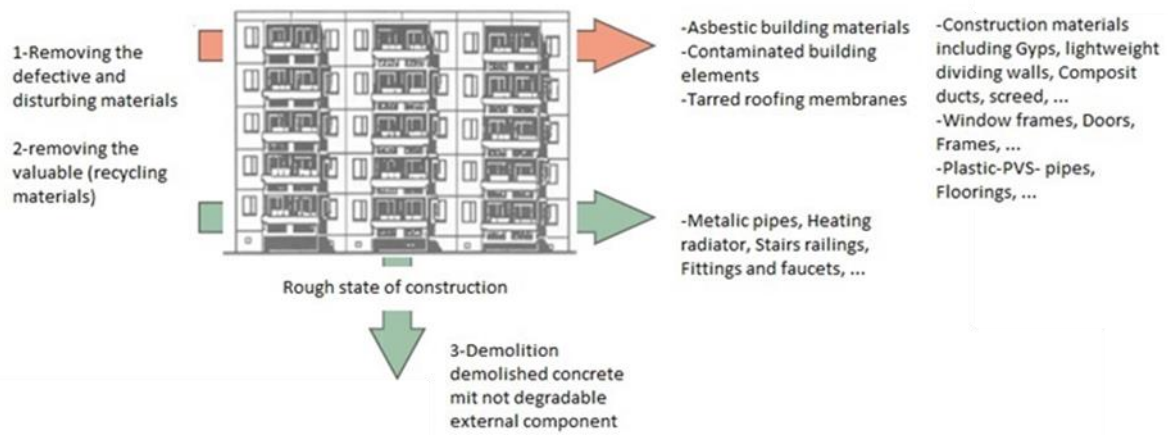 1-Removing the
defective and
disturbing materials
2-removing the
valuable (recycling
materials)
-Asbestic building materials
-Contaminated building
elements
-Tarred roofing membranes
-Construction materials
including Gyps, lightweight
dividing walls, Composit
ducts, screed, ...
-Window frames, Doors,
Frames, ...
-Plastic-PVS- pipes,
Floorings, ...
-Metalic pipes, Heating
radiator, Stairs railings,
Fittings and faucets, ...
Rough state of construction
3-Demolition
demolished concrete
mit not degradable
external component